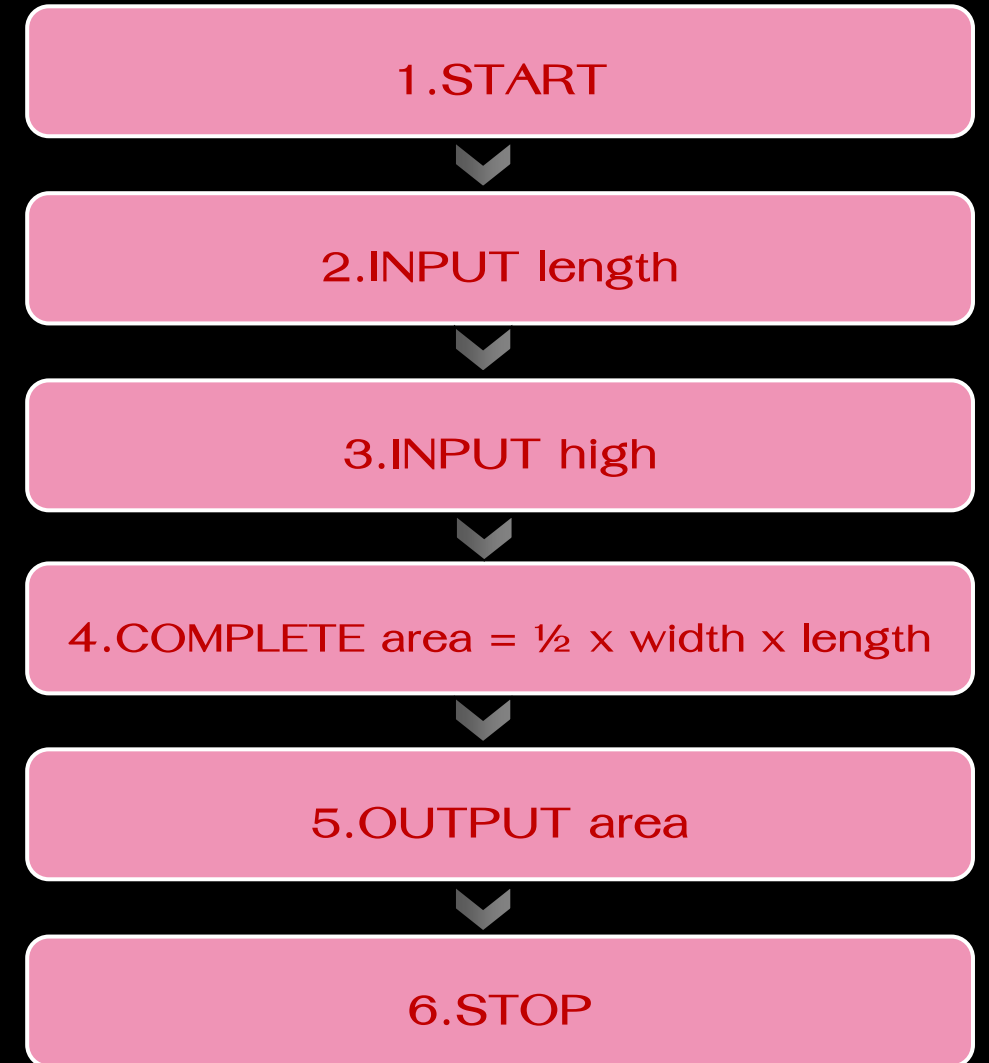 1.START
2.INPUT length
3.INPUT high
4.COMPLETE area = ½ x width x length
5.OUTPUT area
6.STOP